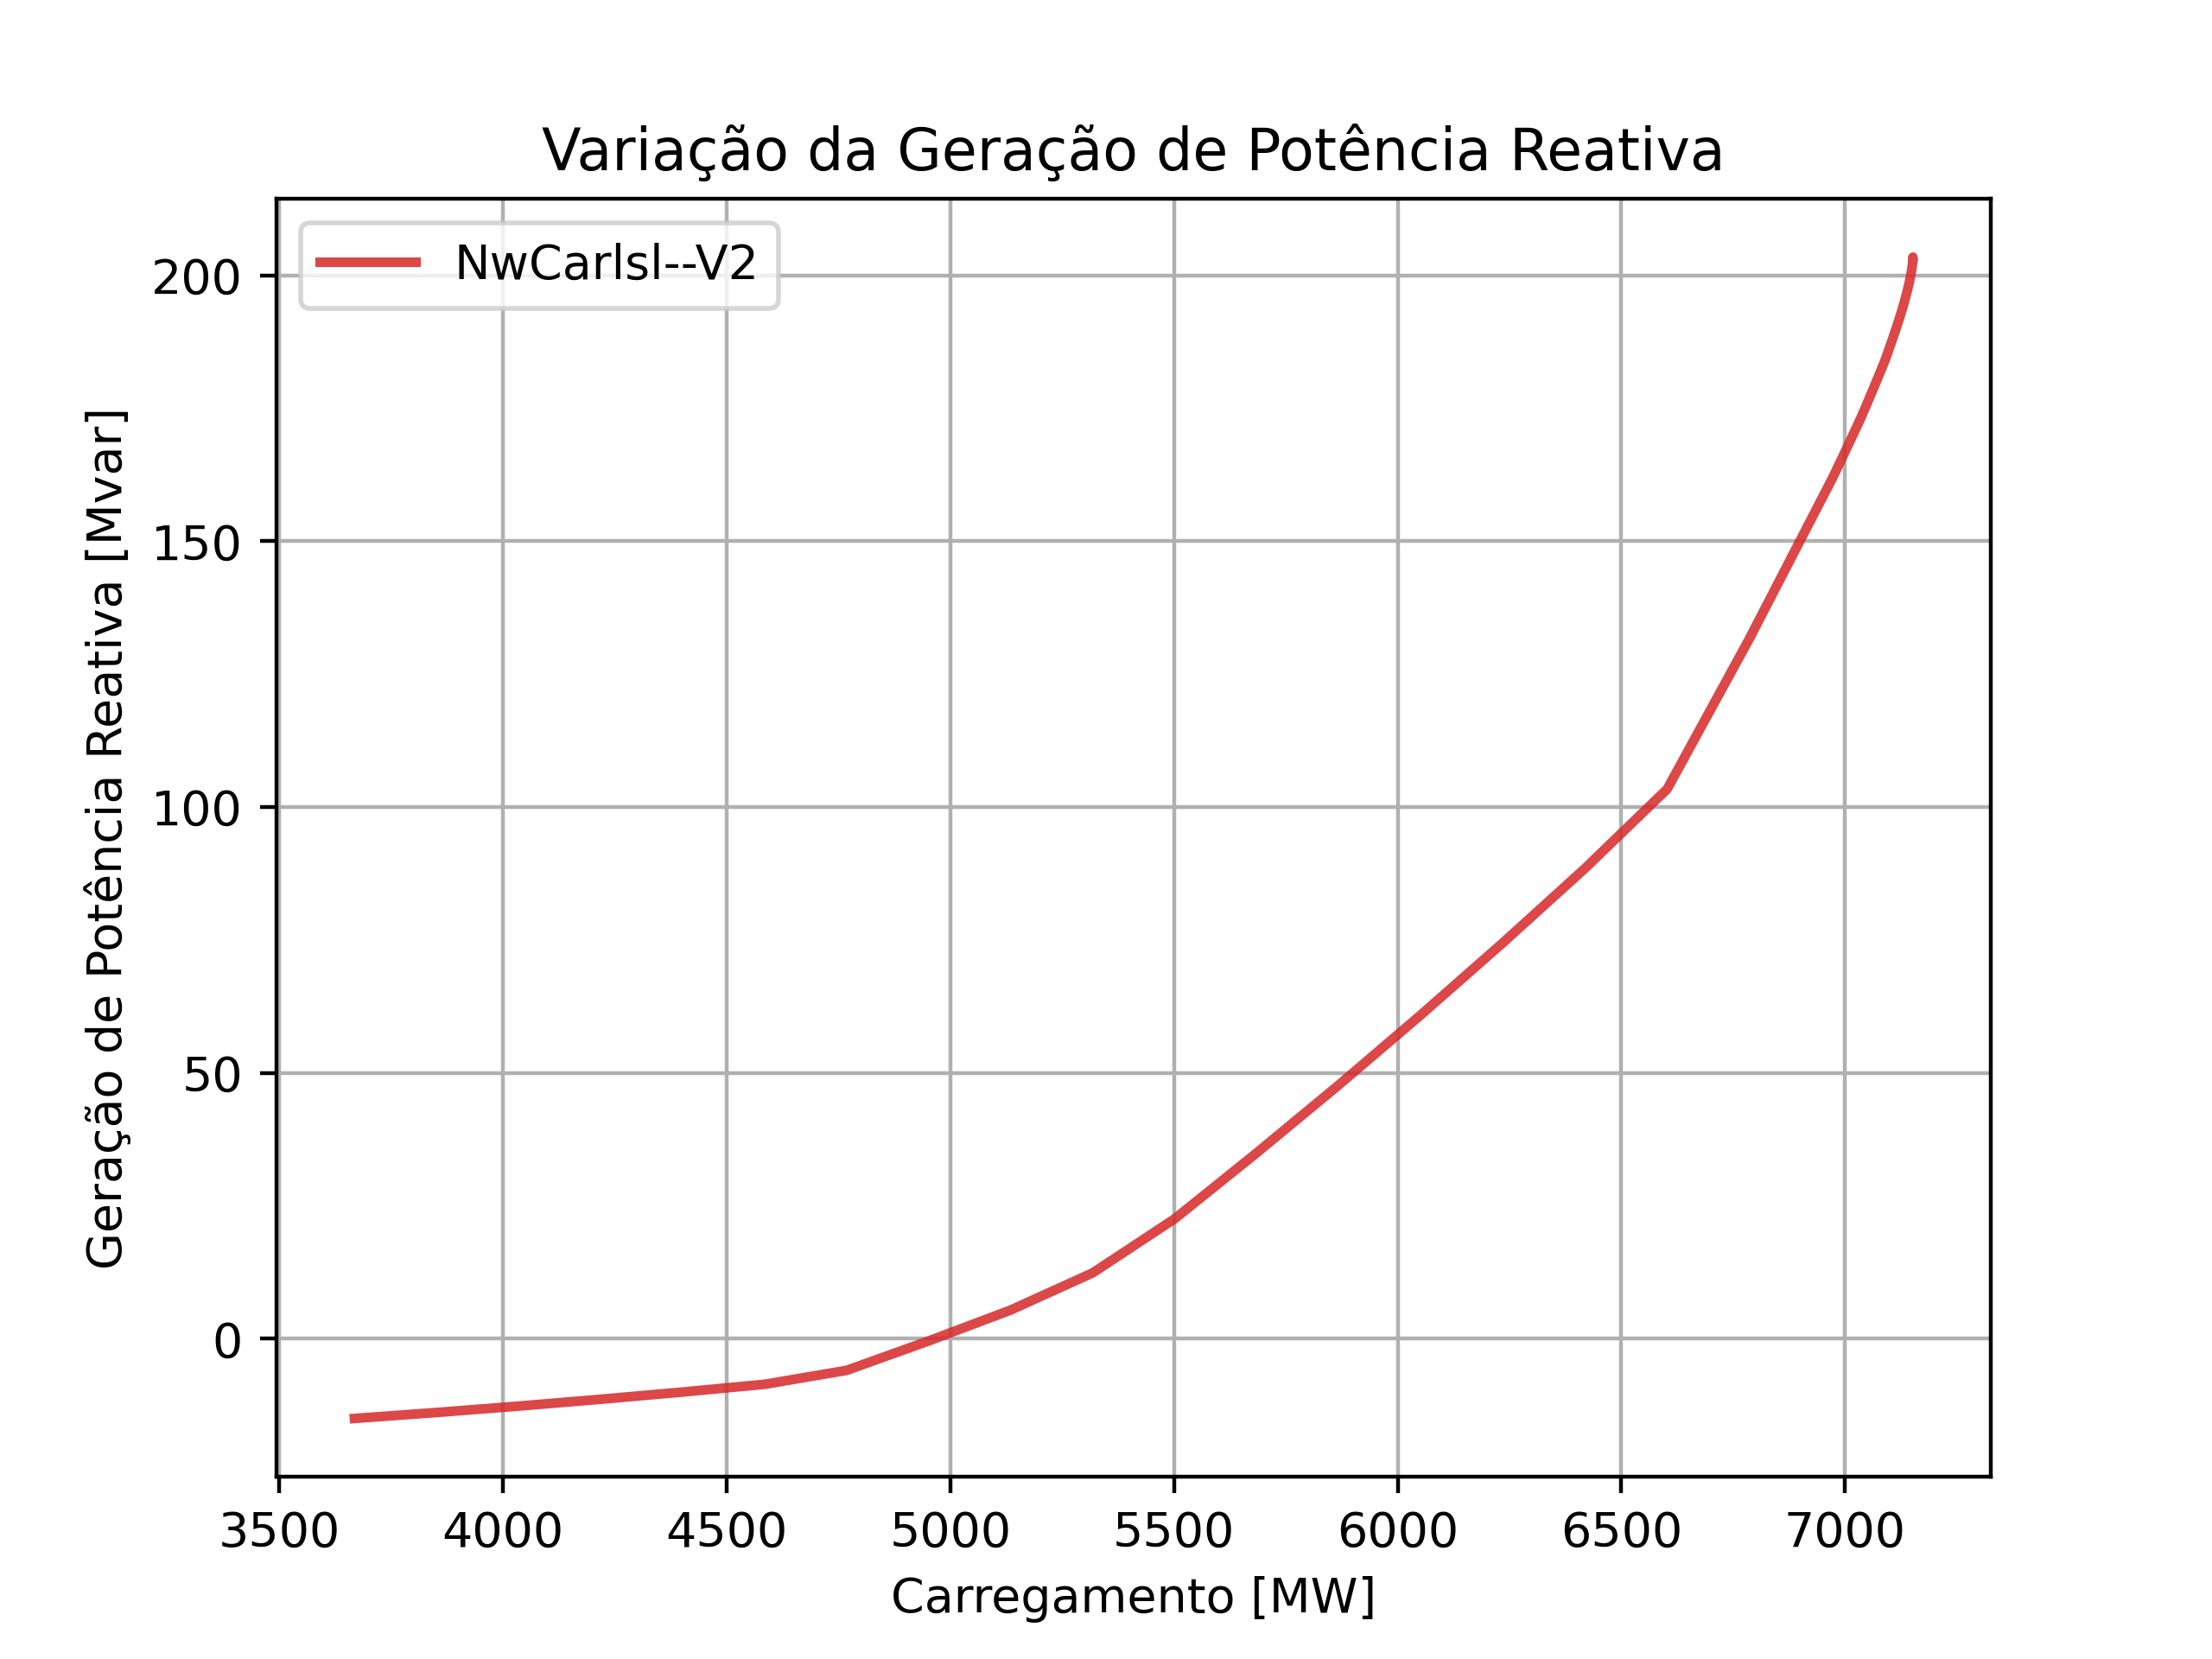 Variação da Geração de Potência Reativa
NwCarlsl--V2
Geração de Potência Reativa [Mvar]
200
150
100
50
0
3500 4000 4500 5000 5500 6000 6500 7000
Carregamento [MW]